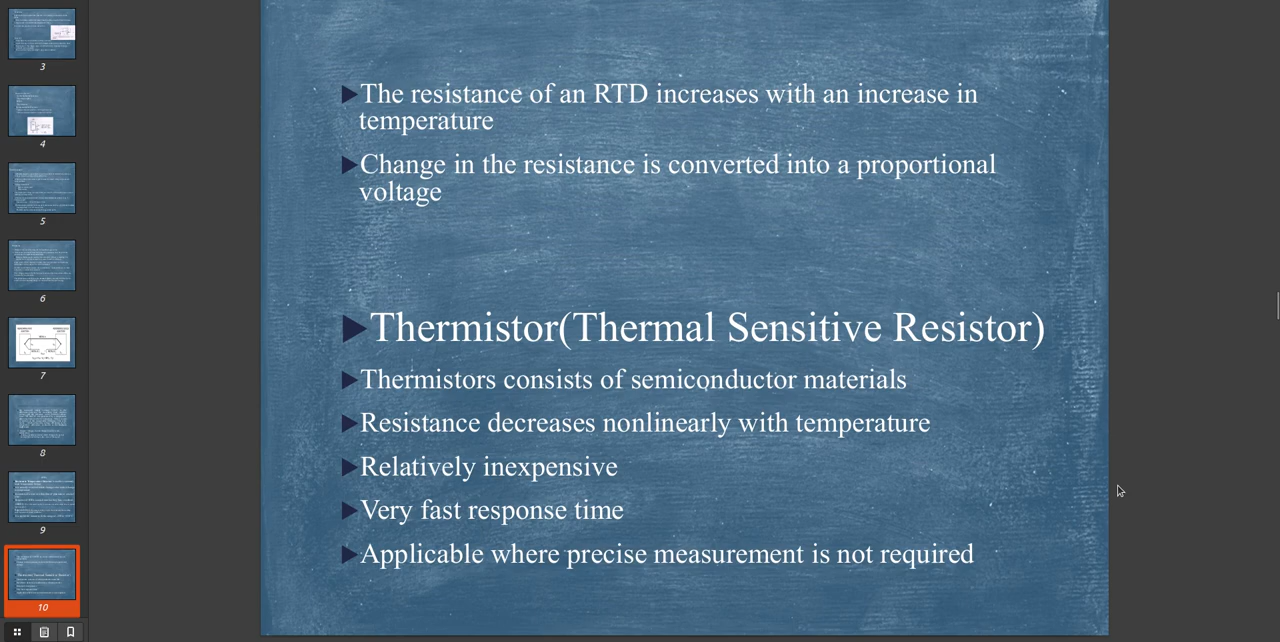 The resistance of an RTD increases with an increase in
temperature
Change in the resistance is converted into a proportional
voltage
Thermistor(Thermal Sensitive Resistor)
Thermistors consists of semiconductor materials
Resistance decreases nonlinearly with temperature
Relatively inexpensive
Very fast response time
Applicable where precise measurement is not required
3
4
5
6
7
8
9
10